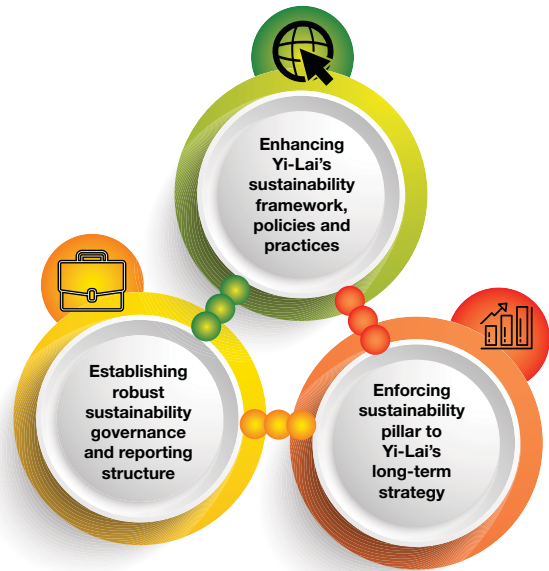 Enhancing
Yi-Lai’s
sustainability
framework,
policies and
practices
Establishing
robust
sustainability
governance
and reporting
structure
Enforcing
sustainability
pillar to
Yi-Lai’s
long-term
strategy